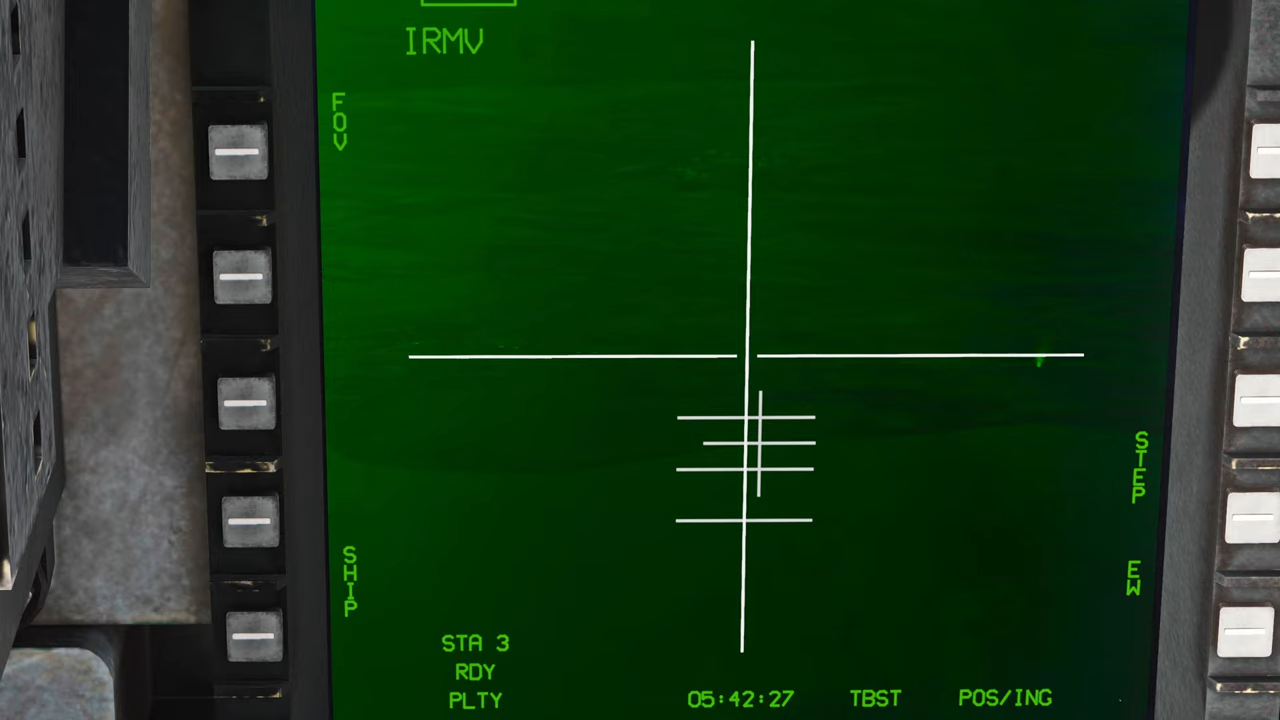 IRMV
FOV
STEP
SHIP
EW
STA 3
RDY
PLTY
05:42:27
TBST
POS/ING